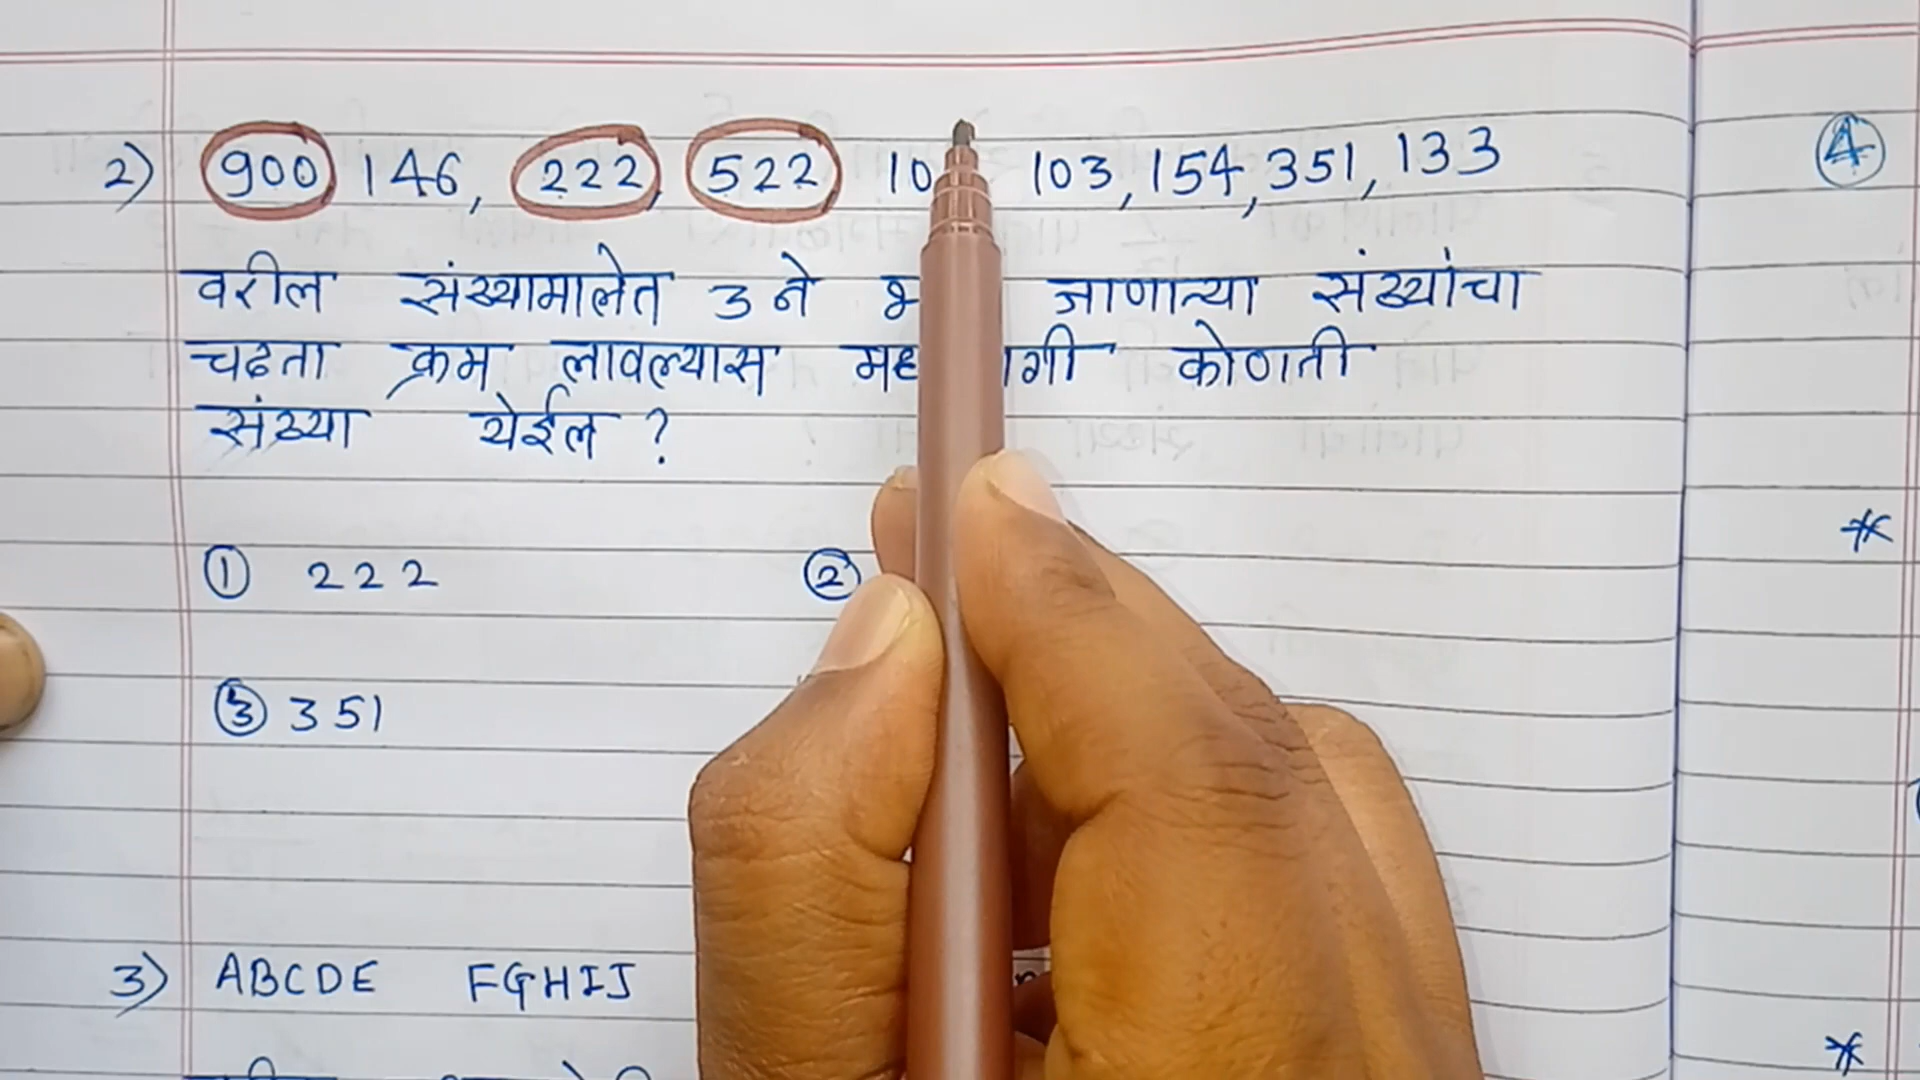 2) 900 146, 222, 522 10 103, 154, 351, 133
वरील संख्यामालेत 3 ने जाणाऱ्या संख्यांचा
चढता क्रम लावल्यास कोणती
संख्या येईल ?
① 222 ②
③ 351
3) ABCDE FGHIJ
④
*
*